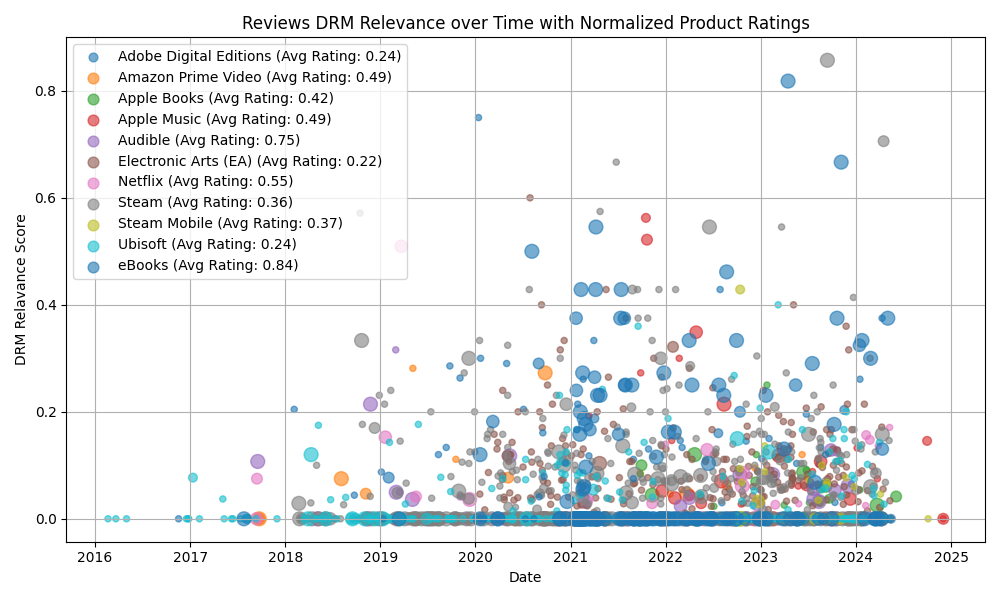 Reviews DRM Relevance over Time with Normalized Product Ratings
Adobe Digital Editions (Avg Rating: 0.24)
Amazon Prime Video (Avg Rating: 0.49)
Apple Books (Avg Rating: 0.42)
Apple Music (Avg Rating: 0.49)
Audible (Avg Rating: 0.75)
Electronic Arts (EA) (Avg Rating: 0.22)
Netflix (Avg Rating: 0.55)
Steam (Avg Rating: 0.36)
Steam Mobile (Avg Rating: 0.37)
Ubisoft (Avg Rating: 0.24)
eBooks (Avg Rating: 0.84)
DRM Relavance Score
0.8
0.6
0.4
0.2
0.0
2016 2017 2018 2019 2020 2021 2022 2023 2024 2025
Date